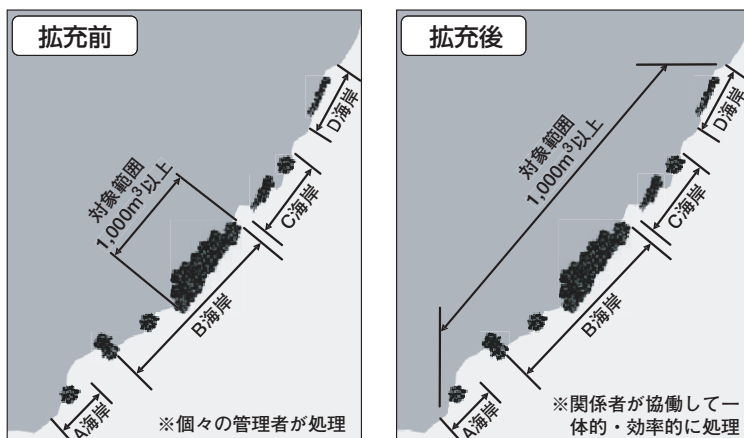 拡充前
対象範囲
1,000m³以上
D海岸
C海岸
B海岸
A海岸
※個々の管理者が処理
拡充後
対象範囲
1,000m³以上
D海岸
C海岸
B海岸
A海岸
※関係者が協働して一
体的・効率的に処理